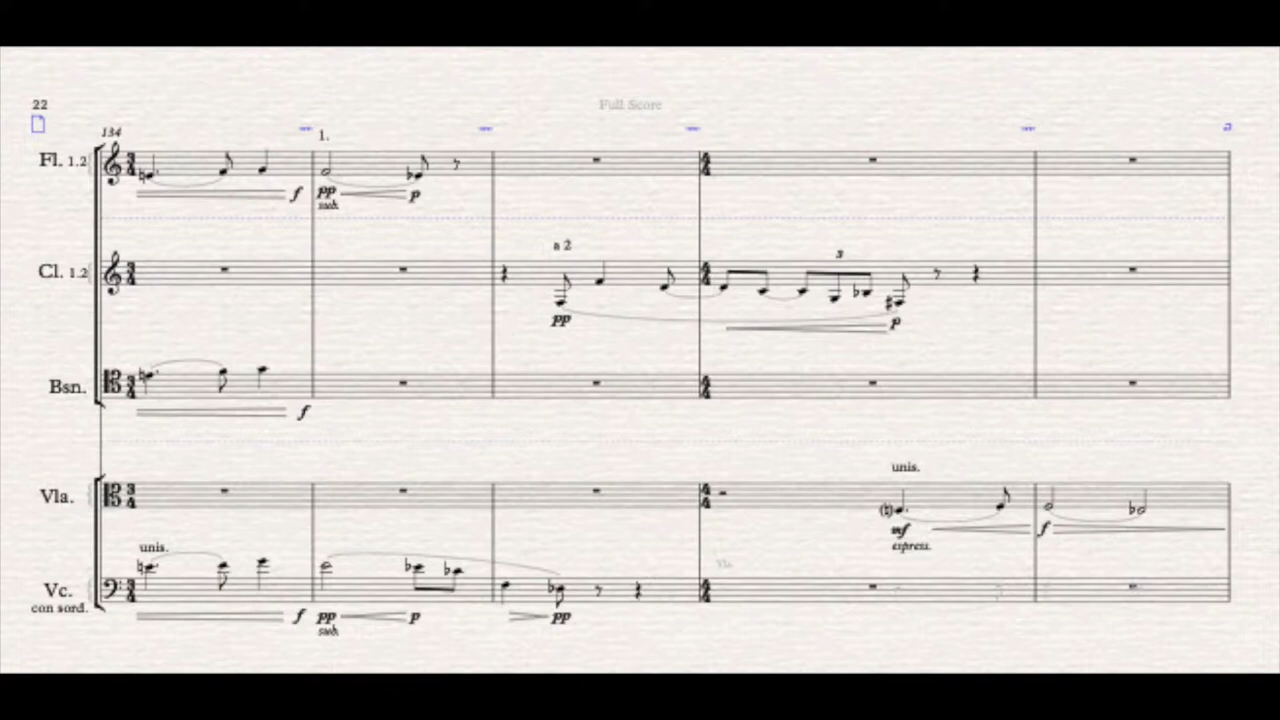 22
Full Score
134
1.
Fl. 1.2
f
pp
p
sub.
a 2
Cl. 1.2
3
pp
p
Bsn.
f
unis.
Vla.
mf
f
espress.
unis.
Vla.
Vc.
con sord.
f
pp
p
pp
sub.